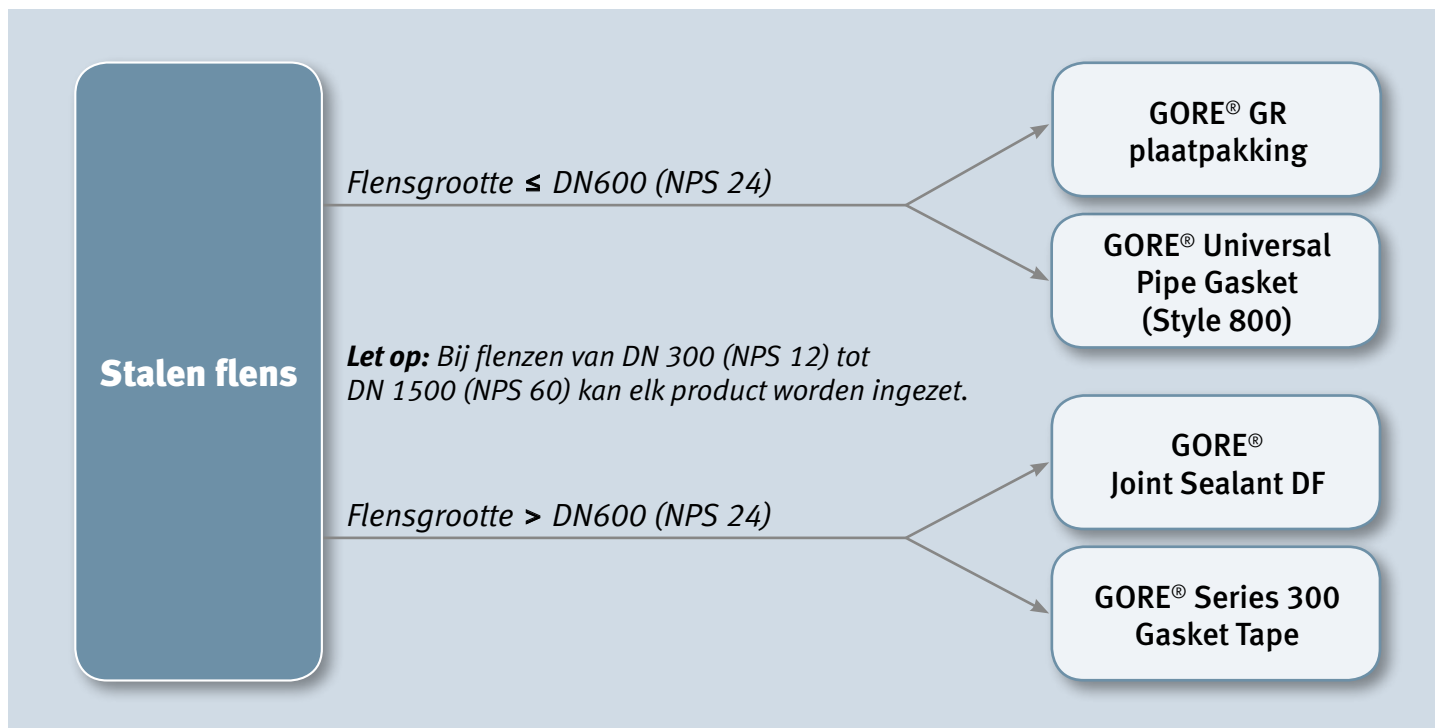 Stalen flens
Flensgrootte ≤ DN600 (NPS 24)
GORE® GR
plaatpakking
GORE® Universal
Pipe Gasket
(Style 800)
Let op: Bij flenzen van DN 300 (NPS 12) tot
DN 1500 (NPS 60) kan elk product worden ingezet.
Flensgrootte > DN600 (NPS 24)
GORE®
Joint Sealant DF
GORE® Series 300
Gasket Tape